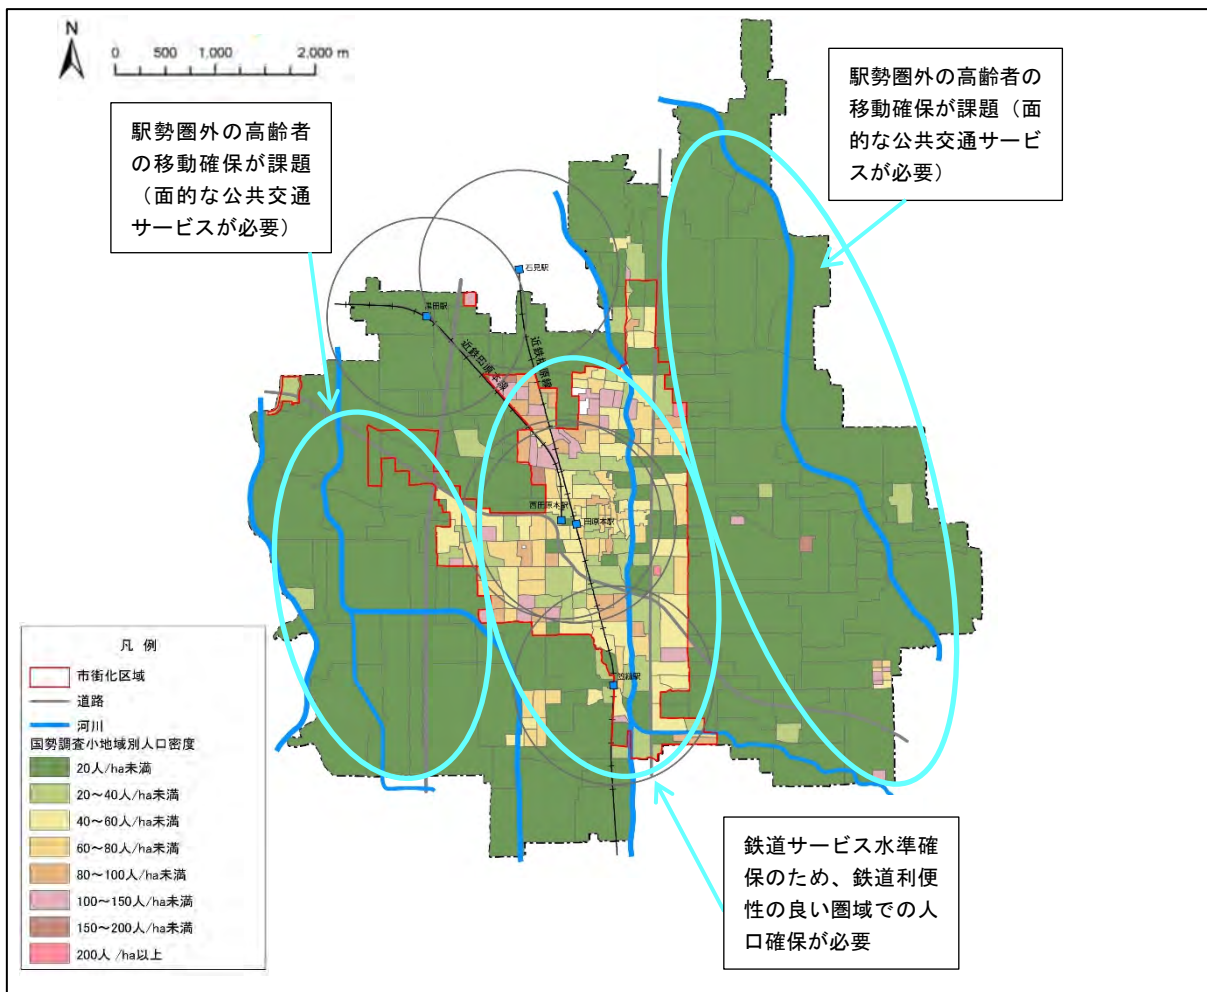 N
0 500 1,000 2,000 m
駅勢圏外の高齢者
の移動確保が課題
（面的な公共交通
サービスが必要）
駅勢圏外の高齢者の
移動確保が課題（面
的な公共交通サービ
スが必要）
石見駅
黒田駅
近鉄田原本線
近鉄橿原線
西田原本駅
田原本駅
笠縫駅
凡 例
市街化区域
道路
河川
国勢調査小地域別人口密度
20人/ha未満
20～40人/ha未満
40～60人/ha未満
60～80人/ha未満
80～100人/ha未満
100～150人/ha未満
150～200人/ha未満
200人 /ha以上
鉄道サービス水準確
保のため、鉄道利便
性の良い圏域での人
口確保が必要